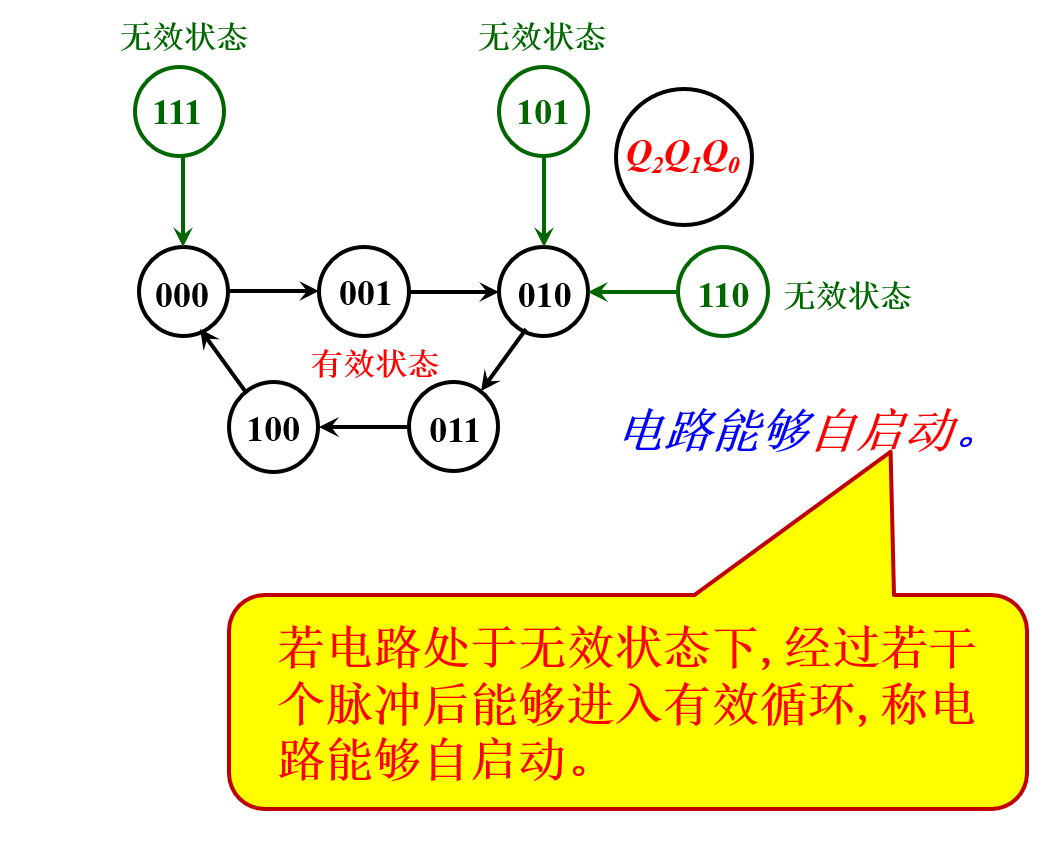 无效状态
无效状态
111
101
Q₂Q₁Q₀
000
001
010
110
无效状态
有效状态
100
011
电路能够自启动。
若电路处于无效状态下,经过若干
个脉冲后能够进入有效循环,称电
路能够自启动。